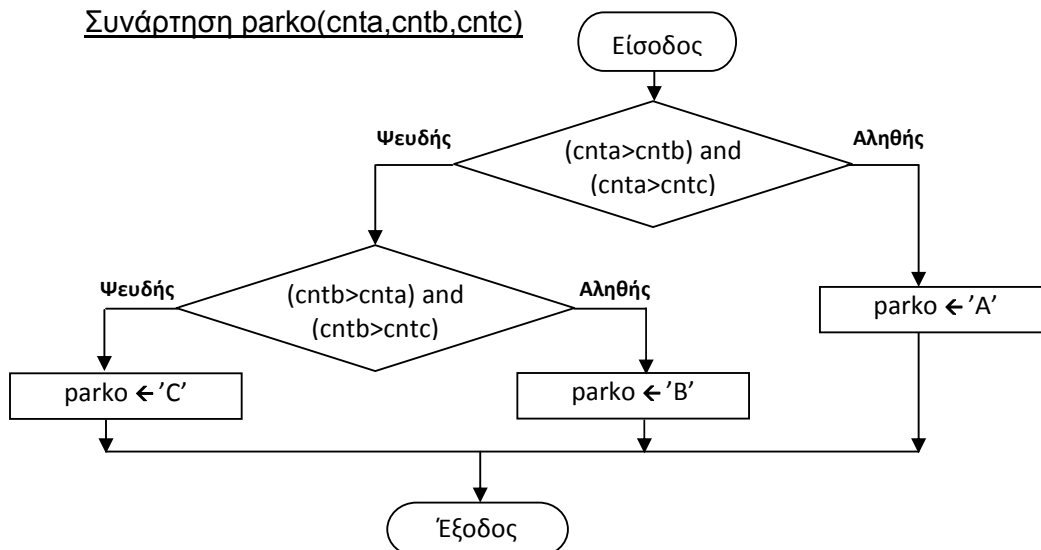 Συνάρτηση parko(cnta,cntb,cntc)
Είσοδος
Ψευδής
Αληθής
(cnta>cntb) and
(cnta>cntc)
Ψευδής
Αληθής
(cntb>cnta) and
(cntb>cntc)
parko ← ’A’
parko ← ’C’
parko ← ’B’
Έξοδος